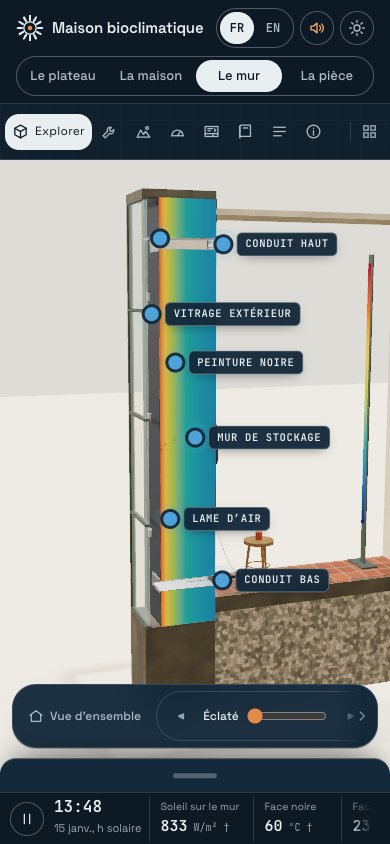 Maison bioclimatique
FR EN
Le plateau La maison Le mur La pièce
Explorer
CONDUIT HAUT
VITRAGE EXTÉRIEUR
PEINTURE NOIRE
MUR DE STOCKAGE
LAME D'AIR
CONDUIT BAS
Vue d'ensemble Éclaté
13:48
15 janv., h solaire
Soleil sur le mur
833 W/m² †
Face noire
60 °C †